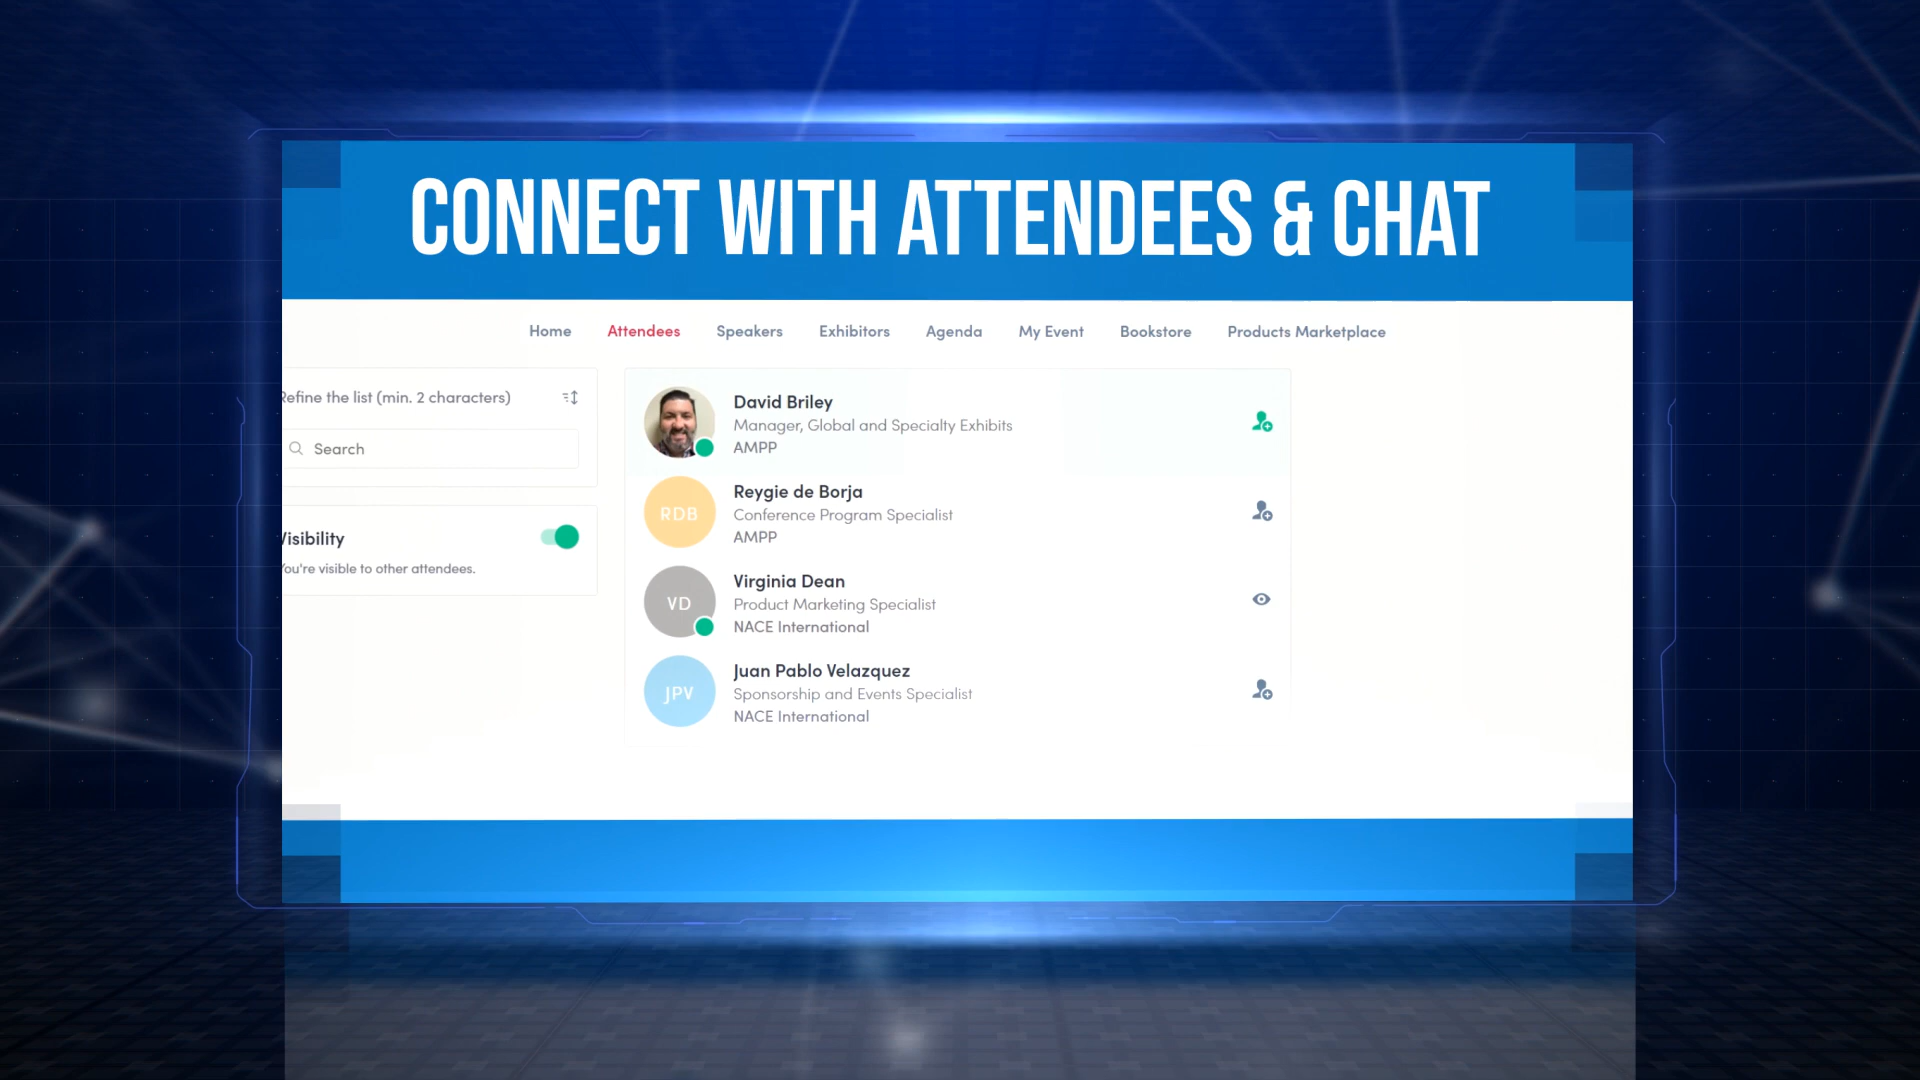 CONNECT WITH ATTENDEES & CHAT
Home Attendees Speakers Exhibitors Agenda My Event Bookstore Products Marketplace
Refine the list (min. 2 characters)
Search
Visibility
You're visible to other attendees.
David Briley
Manager, Global and Specialty Exhibits
AMPP
RDB
Reygie de Borja
Conference Program Specialist
AMPP
VD
Virginia Dean
Product Marketing Specialist
NACE International
JPV
Juan Pablo Velazquez
Sponsorship and Events Specialist
NACE International